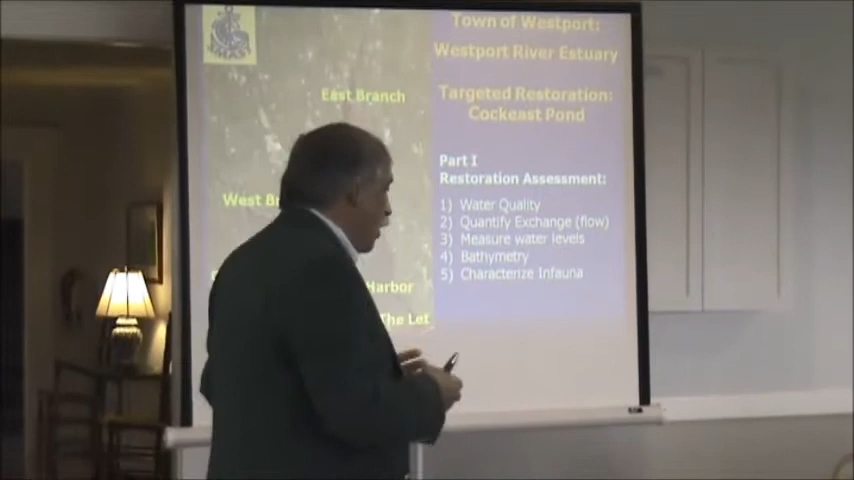 Town of Westport:
Westport River Estuary
Targeted Restoration:
Cockeast Pond
East Branch
Part I
Restoration Assessment:
West
1) Water Quality
2) Quantify Exchange (flow)
3) Measure water levels
4) Bathymetry
5) Characterize Infauna
Harbor
The Let